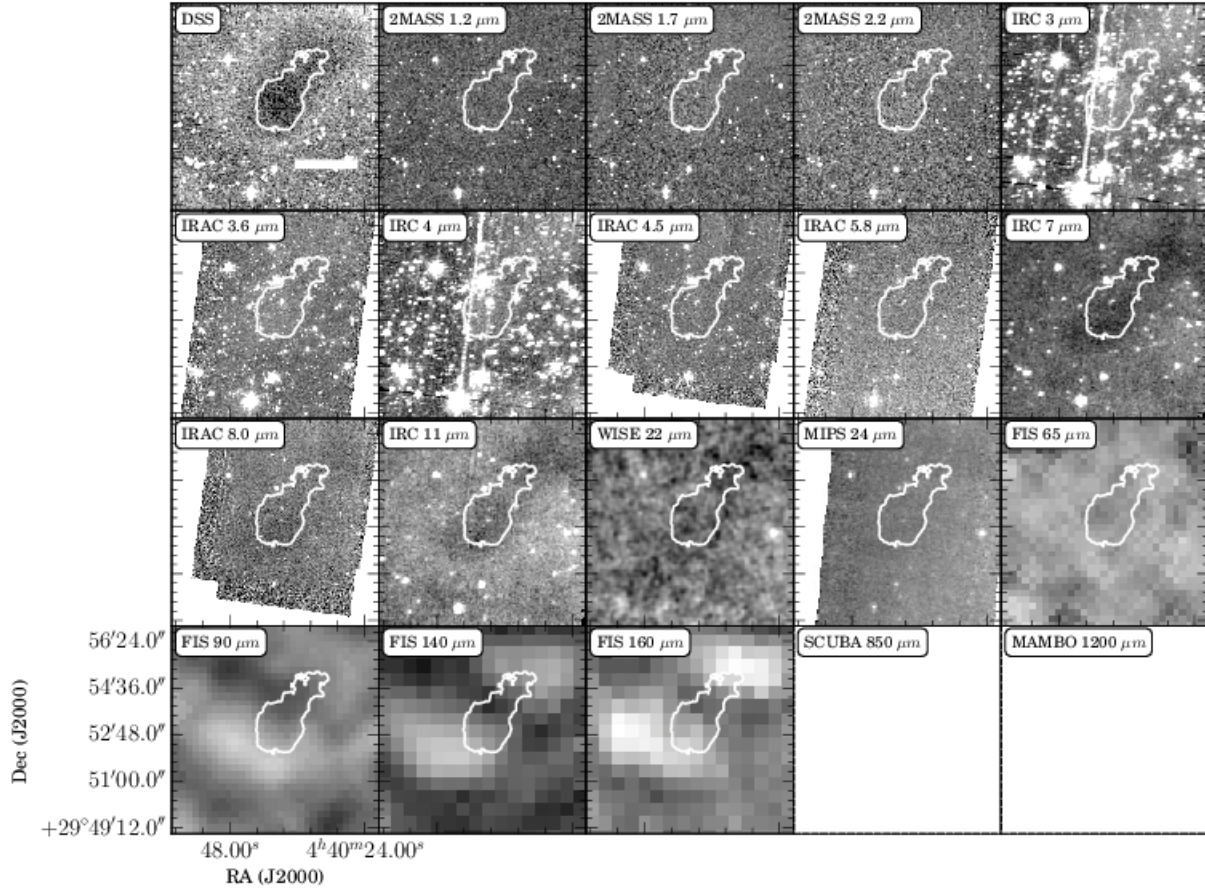 DSS
2MASS 1.2 μm
2MASS 1.7 μm
2MASS 2.2 μm
IRC 3 μm
IRAC 3.6 μm
IRC 4 μm
IRAC 4.5 μm
IRAC 5.8 μm
IRC 7 μm
IRAC 8.0 μm
IRC 11 μm
WISE 22 μm
MIPS 24 μm
FIS 65 μm
FIS 90 μm
FIS 140 μm
FIS 160 μm
SCUBA 850 μm
MAMBO 1200 μm
56′24.0″
54′36.0″
52′48.0″
51′00.0″
+29°49′12.0″
Dec (J2000)
48.00ˢ
4ʰ40ᵐ24.00ˢ
RA (J2000)